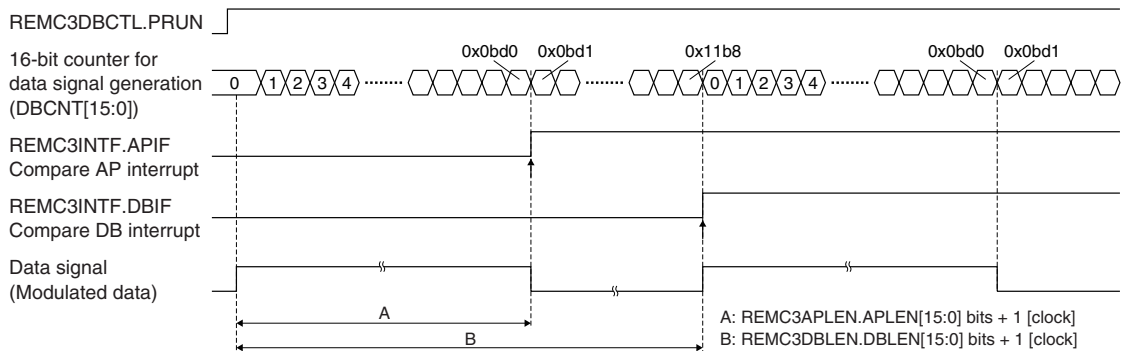 REMC3DBCTL.PRUN
16-bit counter for
data signal generation
(DBCNT[15:0])
0x0bd0 0x0bd1 0x11b8 0x0bd0 0x0bd1
0 1 2 3 4 ........ ........ 0 1 2 3 4 ........
REMC3INTF.APIF
Compare AP interrupt
REMC3INTF.DBIF
Compare DB interrupt
Data signal
(Modulated data)
A
B
A: REMC3APLEN.APLEN[15:0] bits + 1 [clock]
B: REMC3DBLEN.DBLEN[15:0] bits + 1 [clock]